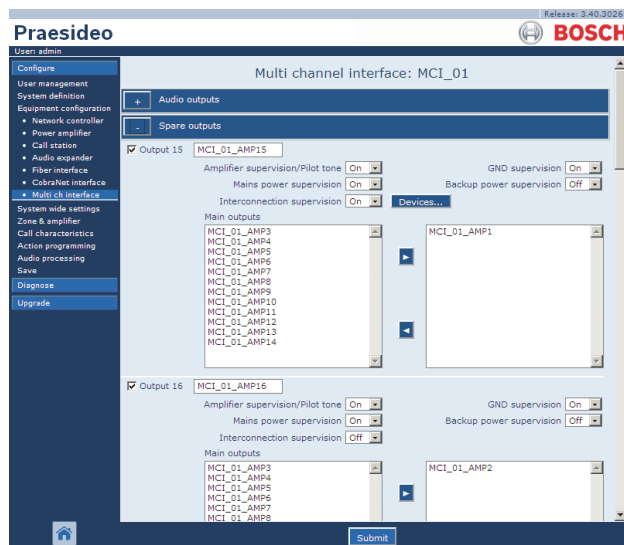 Release: 3.40.3026
Praesideo
BOSCH
User: admin
Configure
User management
System definition
Equipment configuration
• Network controller
• Power amplifier
• Call station
• Audio expander
• Fiber interface
• CobraNet interface
• Multi ch interface
System wide settings
Zone & amplifier
Call characteristics
Action programming
Audio processing
Save
Diagnose
Upgrade
Multi channel interface: MCI_01
+ Audio outputs
- Spare outputs
Output 15 MCI_01_AMP15
Amplifier supervision/Pilot tone On GND supervision On
Mains power supervision On Backup power supervision Off
Interconnection supervision On Devices...
Main outputs
MCI_01_AMP3
MCI_01_AMP4
MCI_01_AMP5
MCI_01_AMP6
MCI_01_AMP7
MCI_01_AMP8
MCI_01_AMP9
MCI_01_AMP10
MCI_01_AMP11
MCI_01_AMP12
MCI_01_AMP13
MCI_01_AMP14
MCI_01_AMP1
Output 16 MCI_01_AMP16
Amplifier supervision/Pilot tone On GND supervision On
Mains power supervision On Backup power supervision Off
Interconnection supervision Off
Main outputs
MCI_01_AMP3
MCI_01_AMP4
MCI_01_AMP5
MCI_01_AMP6
MCI_01_AMP7
MCI_01_AMP8
MCI_01_AMP2
Submit